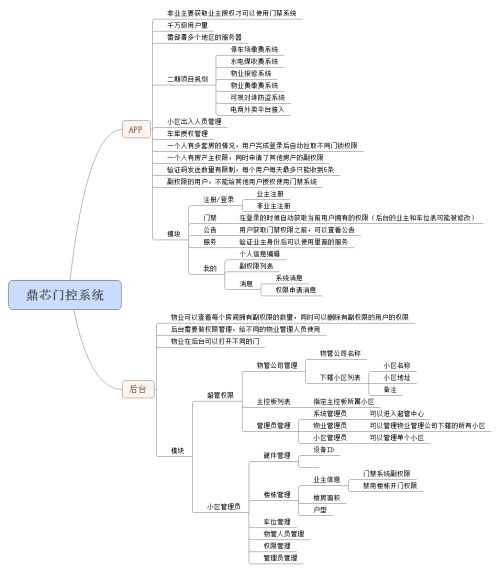 非业主要获取业主授权才可以使用门禁系统
千万级用户量
需部署多个地区的服务器
停车场缴费系统
水电煤收费系统
物业报修系统
二期项目规划
物业费缴费系统
可视对讲防盗系统
电商外卖平台接入
小区出入人员管理
APP
车库授权管理
一个人有多套房的情况，用户完成登录后自动拉取不同门锁权限
一个人有房产主权限，同时申请了其他房产的副权限
验证码发送数量有限制，每个用户每天最多只能收到5条
副权限的用户，不能给其他用户授权使用门禁系统
业主注册
注册/登录
非业主注册
门禁
在登录的时候自动获取当前用户拥有的权限（后台的业主和车位表可能被修改）
公告
用户获取门禁权限之前，可以查看公告
模块
服务
验证业主身份后可以使用里面的服务
个人信息编辑
副权限列表
我的
系统消息
消息
权限申请消息
鼎芯门控系统
物业可以查看每个房间拥有副权限的数量，同时可以删除有副权限的用户的权限
后台需要做权限管理，给不同的物业管理人员使用
物业在后台可以打开不同的门
后台
物管公司名称
物管公司管理
小区名称
下辖小区列表
小区地址
备注
超管权限
主控板列表
指定主控板所属小区
系统管理员
可以进入超管中心
管理员管理
物业管理员
可以管理物业管理公司下辖的所有小区
小区管理员
可以管理单个小区
模块
设备ID
硬件管理
门禁系统副权限
业主信息
禁用楼栋开门权限
楼栋管理
楼房面积
户型
小区管理员
车位管理
物管人员管理
权限管理
管理员管理